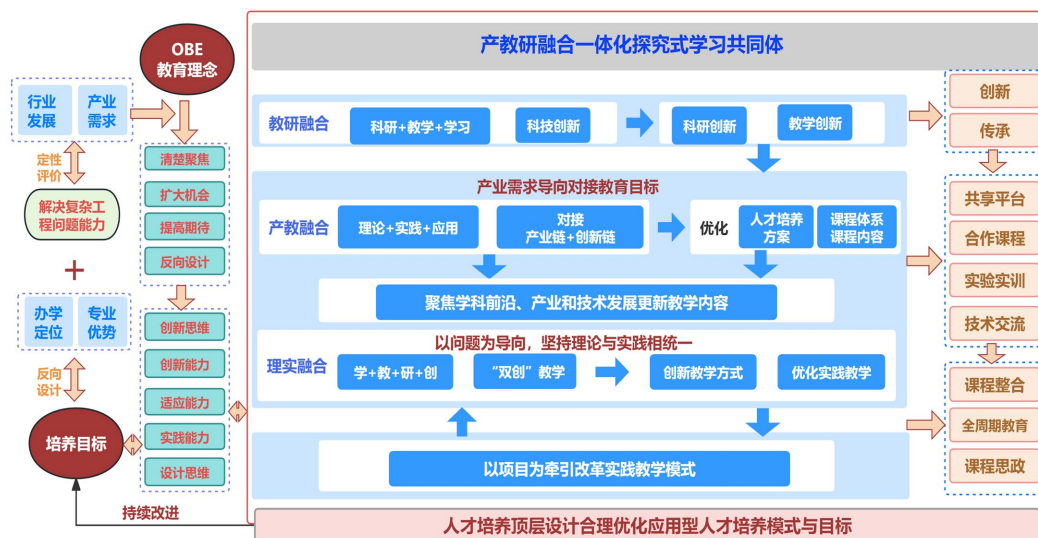 产教研融合一体化探究式学习共同体
OBE
教育理念
行业
发展
产业
需求
定性
评价
解决复杂工
程问题能力
+
办学
定位
专业
优势
反向
设计
培养目标
持续改进
清楚聚焦
扩大机会
提高期待
反向设计
创新思维
创新能力
适应能力
实践能力
设计思维
教研融合
科研+教学+学习
科技创新
科研创新
教学创新
产业需求导向对接教育目标
产教融合
理论+实践+应用
对接
产业链+创新链
优化
人才培养
方案
课程体系
课程内容
聚焦学科前沿、产业和技术发展更新教学内容
以问题为导向，坚持理论与实践相统一
理实融合
学+教+研+创
“双创”教学
创新教学方式
优化实践教学
以项目为牵引改革实践教学模式
人才培养顶层设计合理优化应用型人才培养模式与目标
创新
传承
共享平台
合作课程
实验实训
技术交流
课程整合
全周期教育
课程思政